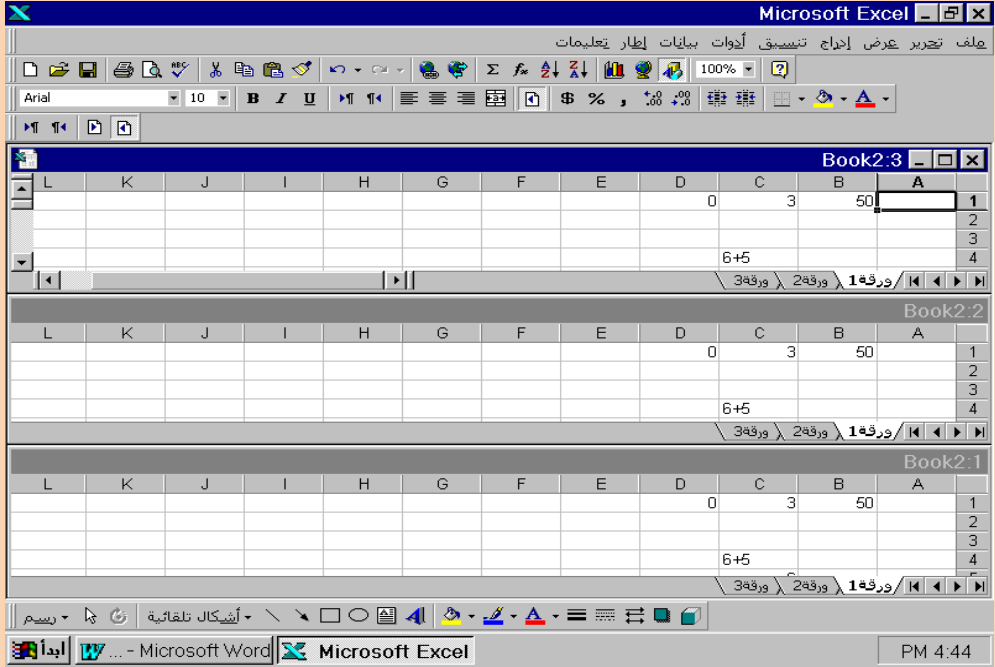 Microsoft Excel
ملف تحرير عرض إدراج تنسيق أدوات بيانات إطار تعليمات
100%
Arial 10 B I U $ % ,
Book2:3
A B C D E F G H I J K L
1 50 3 0
2
3
4 6+5
ورقة1 ورقة2 ورقة3
Book2:2
A B C D E F G H I J K L
1 50 3 0
2
3
4 6+5
ورقة1 ورقة2 ورقة3
Book2:1
A B C D E F G H I J K L
1 50 3 0
2
3
4 6+5
ورقة1 ورقة2 ورقة3
رسم أشكال تلقائية
ابدأ Microsoft Word - ... Microsoft Excel PM 4:44